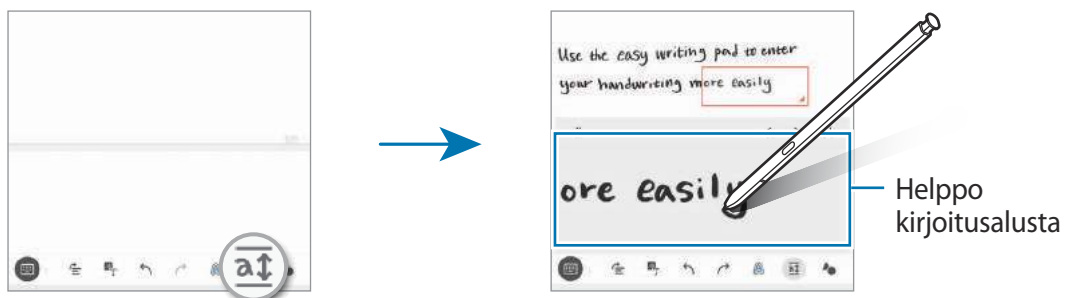 Use the easy writing pad to enter
your handwriting more easily
ore easily
Helppo
kirjoitusalusta